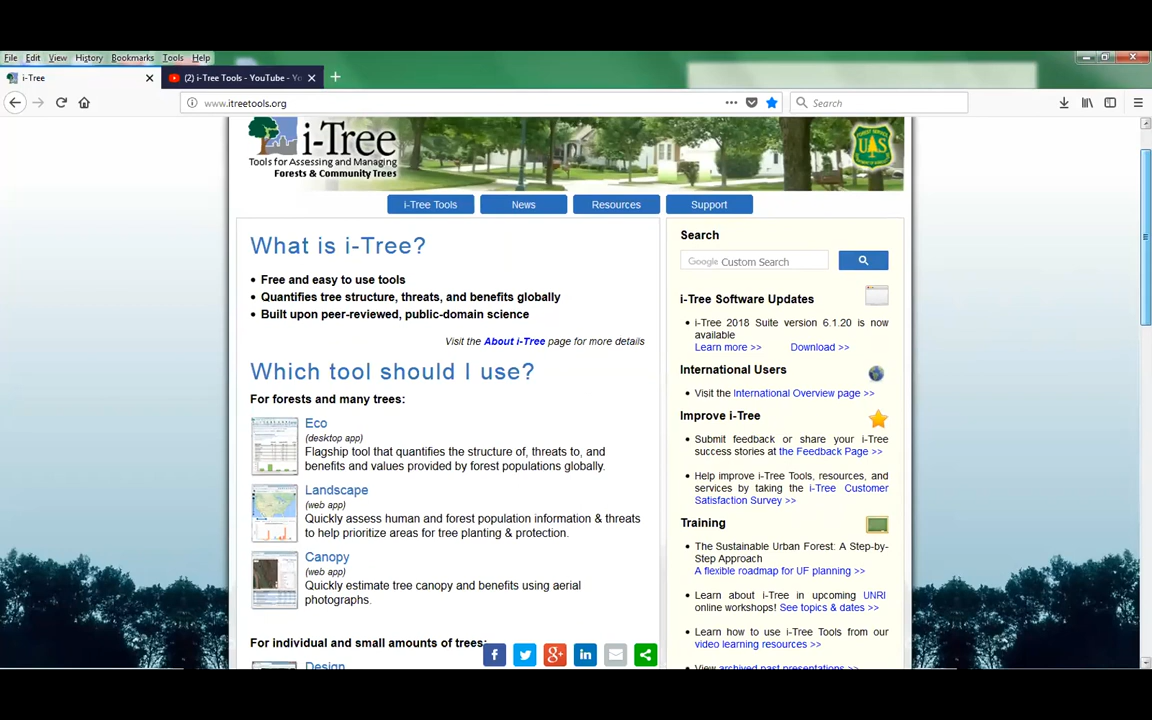 File Edit View History Bookmarks Tools Help
i-Tree
(2) i-Tree Tools - YouTube - Yo
www.itreetools.org
Search
i-Tree
Tools for Assessing and Managing
Forests & Community Trees
FOREST SERVICE
U S
i-Tree Tools
News
Resources
Support
What is i-Tree?
• Free and easy to use tools
• Quantifies tree structure, threats, and benefits globally
• Built upon peer-reviewed, public-domain science
Visit the About i-Tree page for more details
Which tool should I use?
For forests and many trees:
Eco
(desktop app)
Flagship tool that quantifies the structure of, threats to, and
benefits and values provided by forest populations globally.
Landscape
(web app)
Quickly assess human and forest population information & threats
to help prioritize areas for tree planting & protection.
Canopy
(web app)
Quickly estimate tree canopy and benefits using aerial
photographs.
For individual and small amounts of trees:
Design
Search
Google Custom Search
i-Tree Software Updates
• i-Tree 2018 Suite version 6.1.20 is now
available
Learn more >> Download >>
International Users
• Visit the International Overview page >>
Improve i-Tree
• Submit feedback or share your i-Tree
success stories at the Feedback Page >>
• Help improve i-Tree Tools, resources, and
services by taking the i-Tree Customer
Satisfaction Survey >>
Training
• The Sustainable Urban Forest: A Step-by-
Step Approach
A flexible roadmap for UF planning >>
• Learn about i-Tree in upcoming UNRI
online workshops! See topics & dates >>
• Learn how to use i-Tree Tools from our
video learning resources >>
• View archived past presentations >>